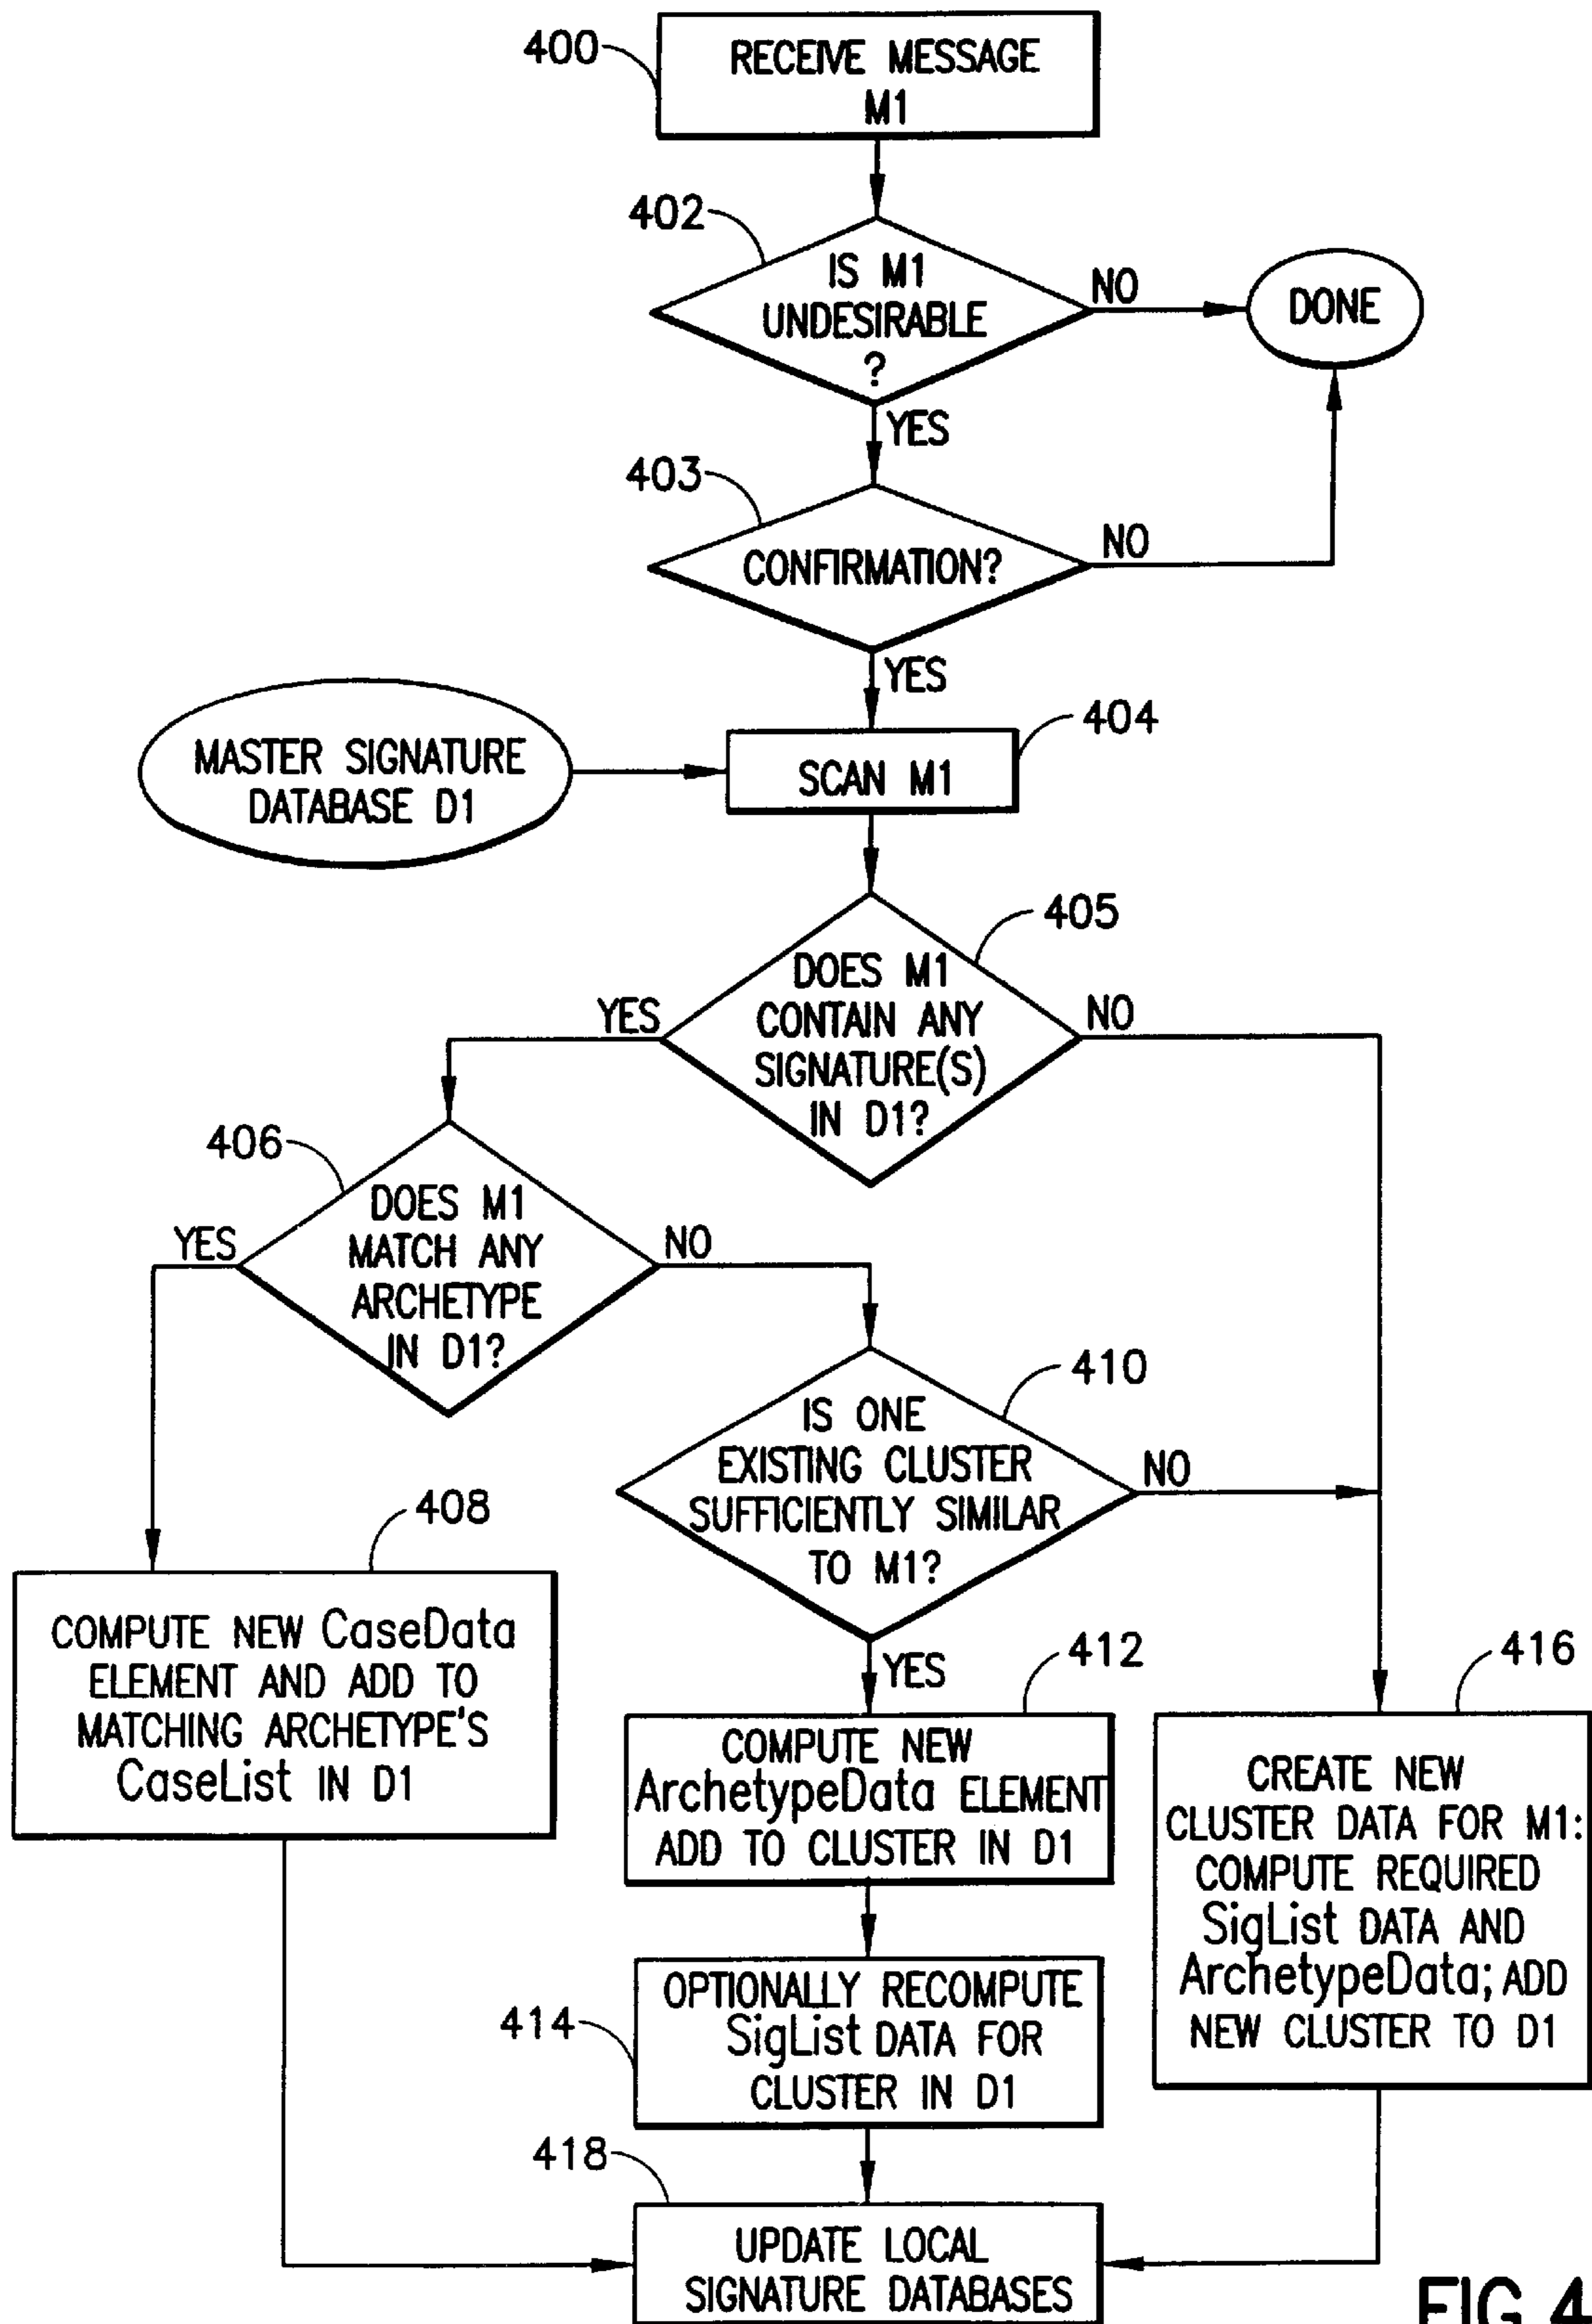 400
RECEIVE MESSAGE
M1
402
IS M1
UNDESIRABLE
?
NO
DONE
YES
403
CONFIRMATION?
NO
YES
MASTER SIGNATURE
DATABASE D1
404
SCAN M1
405
DOES M1
CONTAIN ANY
SIGNATURE(S)
IN D1?
YES
NO
406
DOES M1
MATCH ANY
ARCHETYPE
IN D1?
YES
NO
410
IS ONE
EXISTING CLUSTER
SUFFICIENTLY SIMILAR
TO M1?
NO
YES
408
COMPUTE NEW CaseData
ELEMENT AND ADD TO
MATCHING ARCHETYPE'S
CaseList IN D1
412
COMPUTE NEW
ArchetypeData ELEMENT
ADD TO CLUSTER IN D1
416
CREATE NEW
CLUSTER DATA FOR M1:
COMPUTE REQUIRED
SigList DATA AND
ArchetypeData; ADD
NEW CLUSTER TO D1
414
OPTIONALLY RECOMPUTE
SigList DATA FOR
CLUSTER IN D1
418
UPDATE LOCAL
SIGNATURE DATABASES
FIG.4